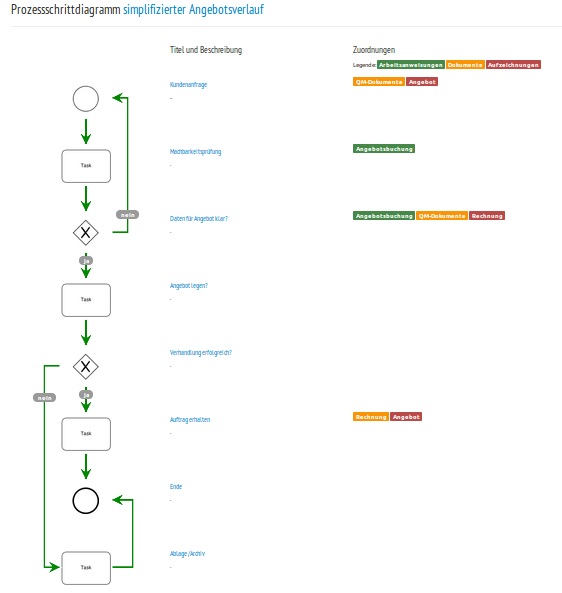 Prozessschrittdiagramm simplifizierter Angebotsverlauf
Titel und Beschreibung
Zuordnungen
Legende: Arbeitsanweisungen Dokumente Aufzeichnungen
Kundenanfrage
-
QM-Dokumente Angebot
Task
Machbarkeitsprüfung
-
Angebotsbuchung
X
nein
Daten für Angebot klar?
-
Angebotsbuchung QM-Dokumente Rechnung
ja
Task
Angebot legen?
-
X
Verhandlung erfolgreich?
-
nein
ja
Task
Auftrag erhalten
-
Rechnung Angebot
Ende
-
Task
Ablage / Archiv
-